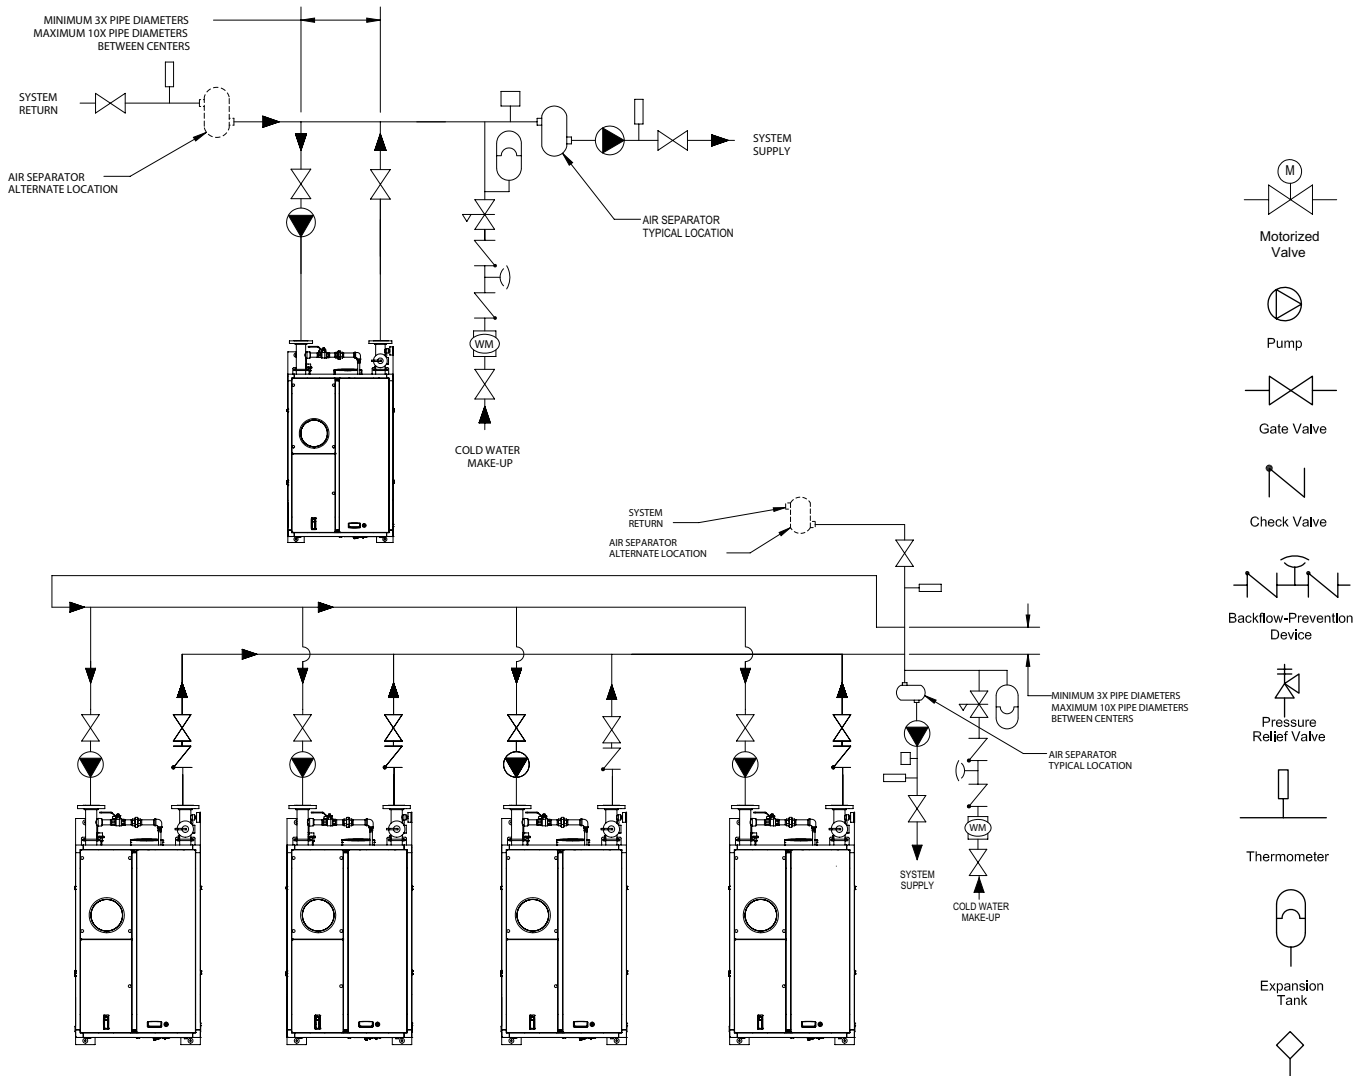 MINIMUM 3X PIPE DIAMETERS
MAXIMUM 10X PIPE DIAMETERS
BETWEEN CENTERS
SYSTEM
RETURN
AIR SEPARATOR
ALTERNATE LOCATION
SYSTEM
SUPPLY
AIR SEPARATOR
TYPICAL LOCATION
WM
COLD WATER
MAKE-UP
SYSTEM
RETURN
AIR SEPARATOR
ALTERNATE LOCATION
MINIMUM 3X PIPE DIAMETERS
MAXIMUM 10X PIPE DIAMETERS
BETWEEN CENTERS
AIR SEPARATOR
TYPICAL LOCATION
WM
SYSTEM
SUPPLY
COLD WATER
MAKE-UP
M
Motorized
Valve
Pump
Gate Valve
Check Valve
Backflow-Prevention
Device
Pressure
Relief Valve
Thermometer
Expansion
Tank